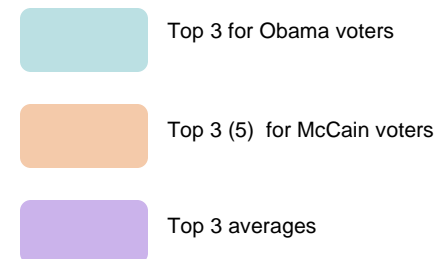 Top 3 for Obama voters
Top 3 (5) for McCain voters
Top 3 averages